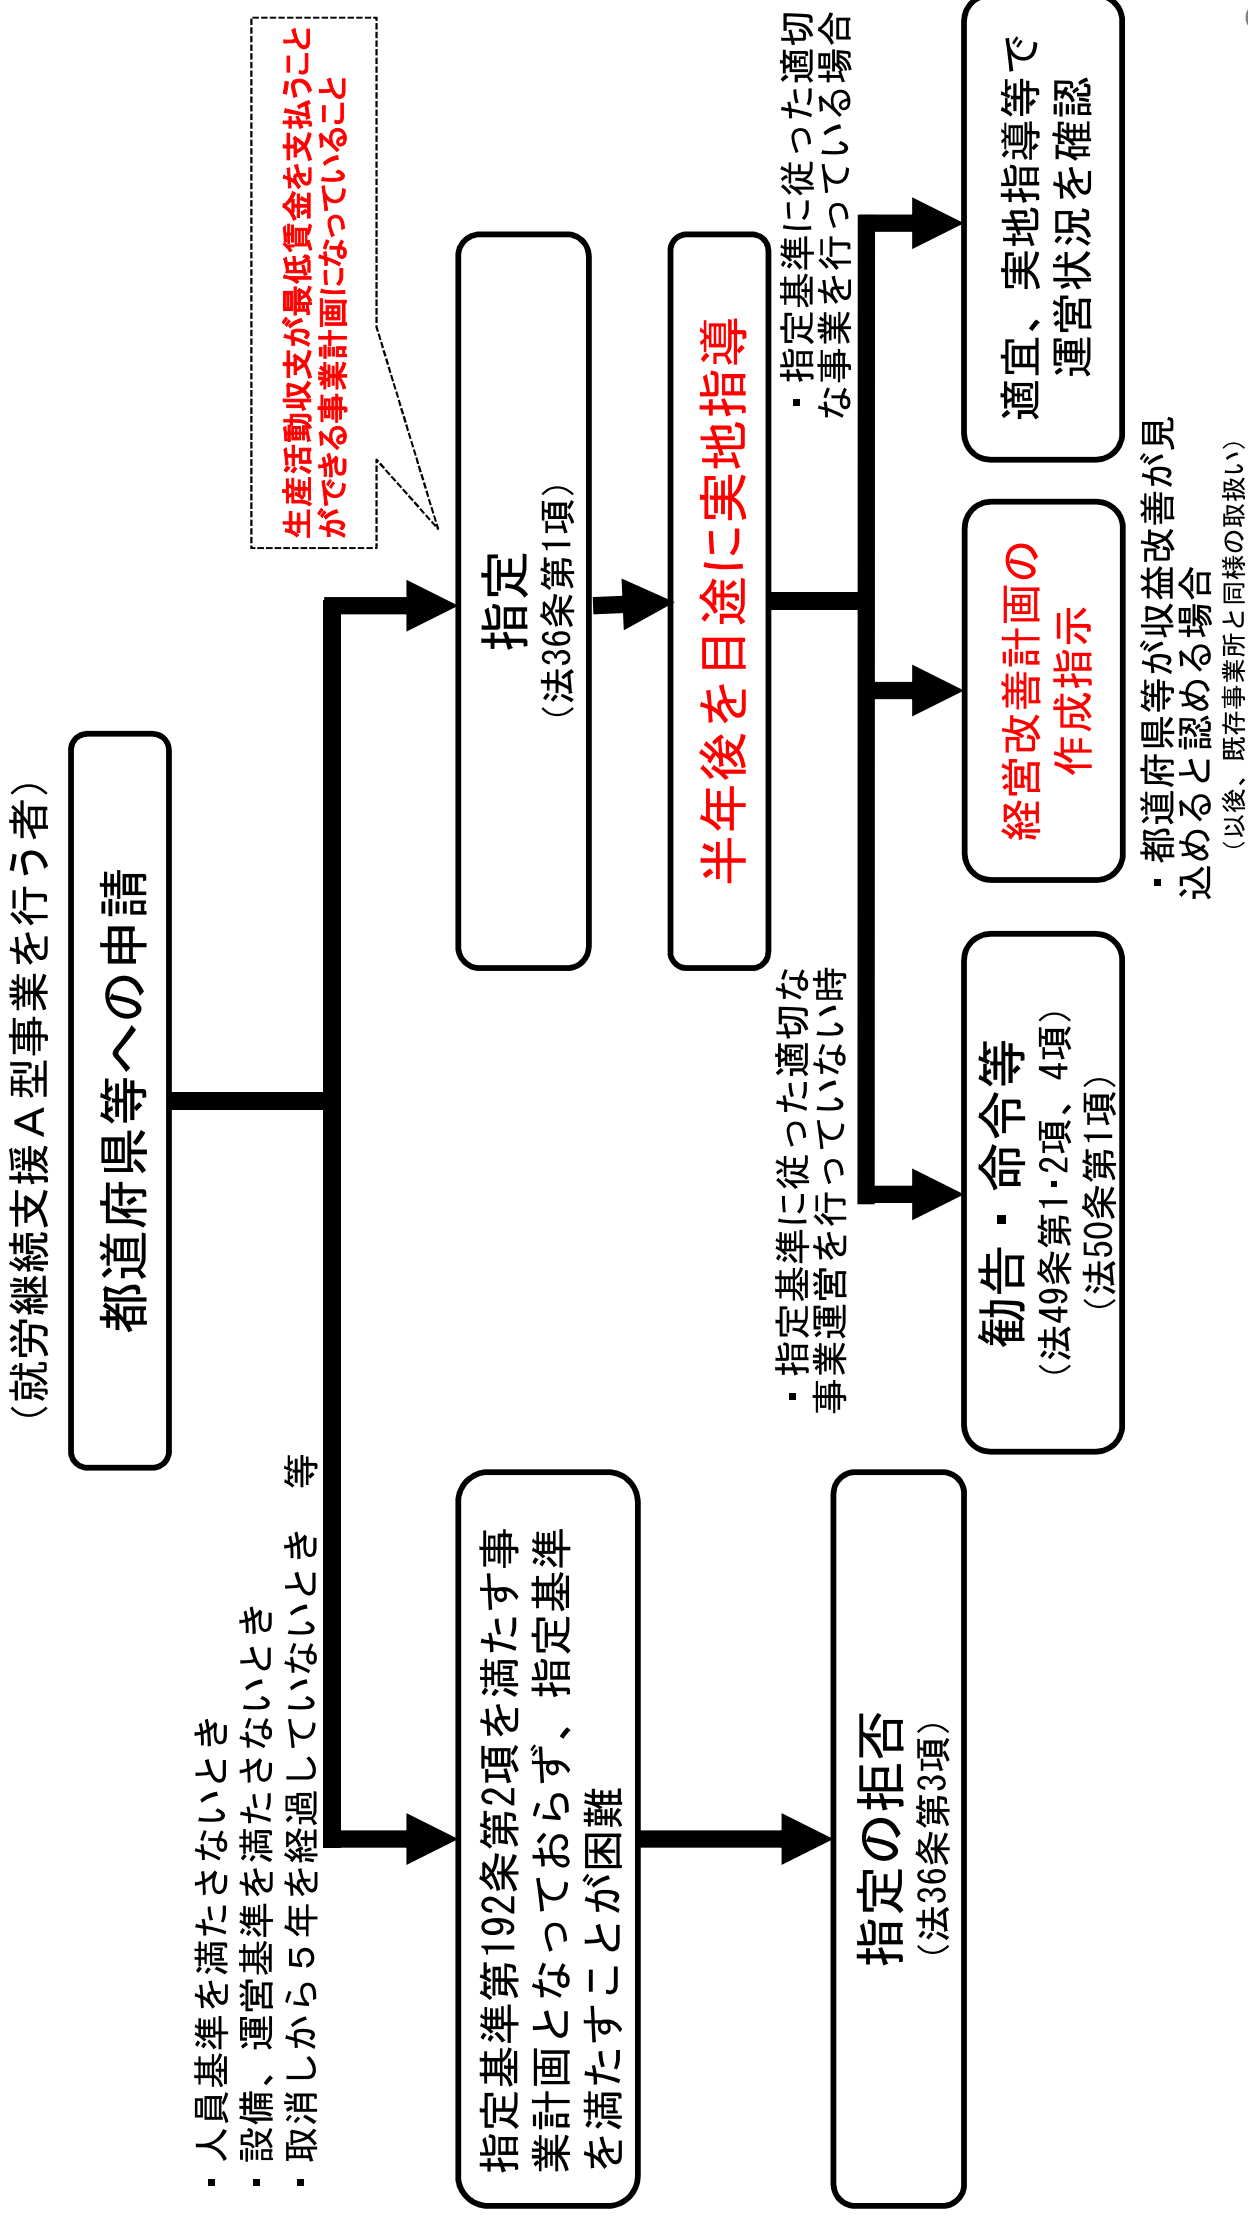 （就労継続支援Ａ型事業を行う者）
都道府県等への申請
・人員基準を満たさないとき
・設備、運営基準を満たさないとき
・取消しから５年を経過していないとき　等
生産活動収支が最低賃金を支払うこと
ができる事業計画になっていること
指定基準第192条第2項を満たす事
業計画となっておらず、指定基準
を満たすことが困難
指定の拒否
（法36条第3項）
指定
（法36条第1項）
半年後を目途に実地指導
・指定基準に従った適切な
事業運営を行っていない時
・指定基準に従った適切
な事業を行っている場合
勧告・命令等
（法49条第1・2項、4項）
（法50条第1項）
経営改善計画の
作成指示
適宜、実地指導等で
運営状況を確認
・都道府県等が収益改善が見
込めると認める場合
（以後、既存事業所と同様の取扱い）